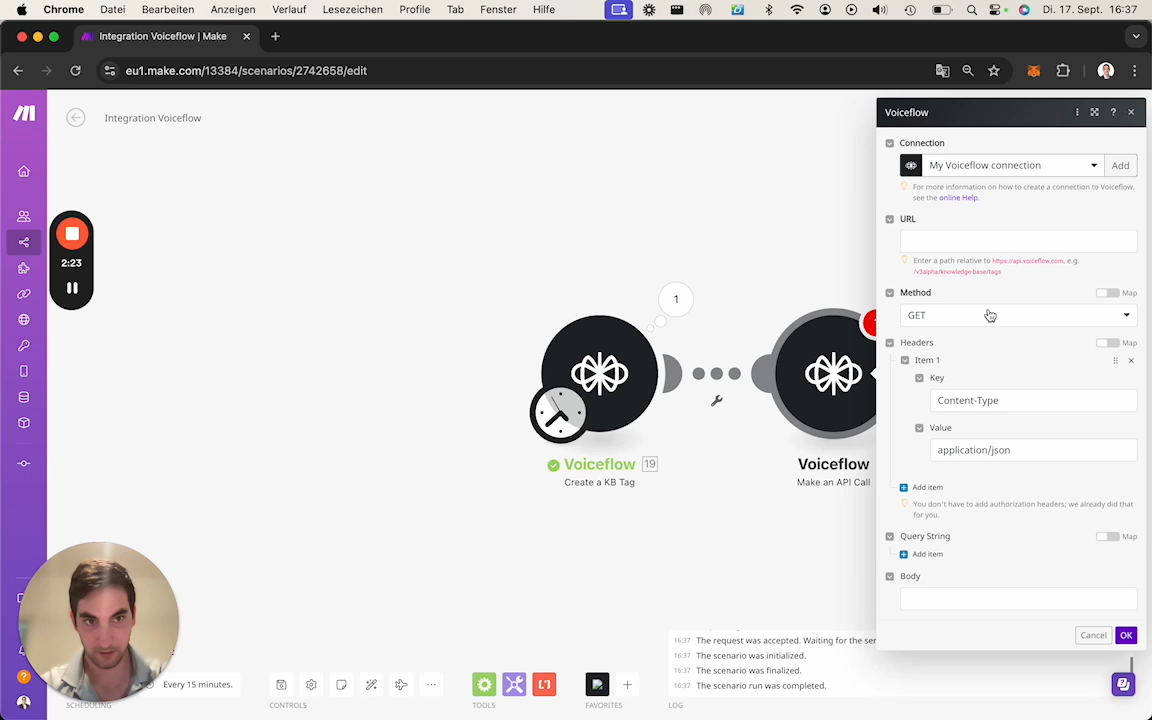 Chrome Datei Bearbeiten Anzeigen Verlauf Lesezeichen Profile Tab Fenster Hilfe Di. 17. Sept. 16:37
Integration Voiceflow | Make
eu1.make.com/13384/scenarios/2742658/edit
Integration Voiceflow
Voiceflow
Connection
My Voiceflow connection Add
For more information on how to create a connection to Voiceflow,
see the online Help.
URL
Enter a path relative to https://api.voiceflow.com, e.g.
/v3alpha/knowledge-base/tags
Method Map
GET
Headers Map
Item 1
Key
Content-Type
Value
application/json
Add item
You don't have to add authorization headers; we already did that
for you.
Query String Map
Add item
Body
Cancel OK
2:23
1
Voiceflow 19
Create a KB Tag
Voiceflow
Make an API Call
16:37 The request was accepted. Waiting for the ser
16:37 The scenario was initialized.
16:37 The scenario was finalized.
16:37 The scenario run was completed.
Every 15 minutes.
SCHEDULING CONTROLS TOOLS FAVORITES LOG